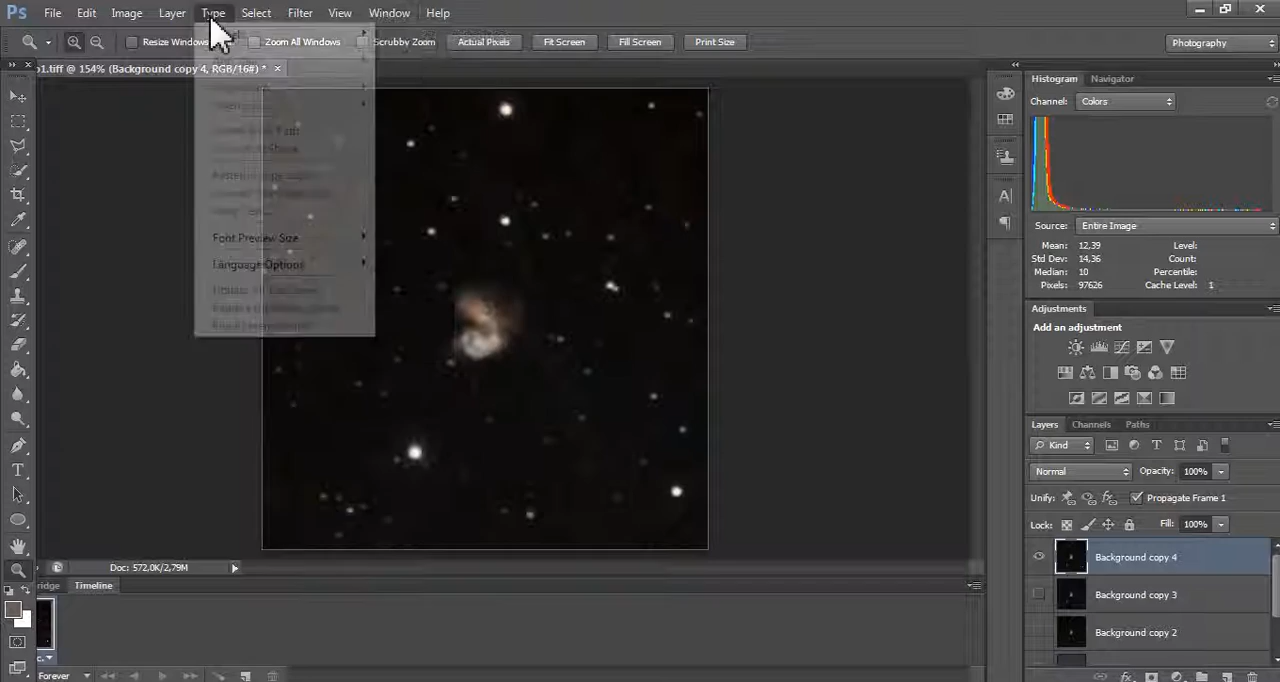 Ps File Edit Image Layer Type Select Filter View Window Help
Resize Windows Zoom All Windows Scrubby Zoom Actual Pixels Fit Screen Fill Screen Print Size Photography
o1.tiff @ 154% (Background copy 4, RGB/16#) * ×
Font Preview Size
Language Options
Histogram Navigator
Channel: Colors
Source: Entire Image
Mean: 12,39 Level:
Std Dev: 14,36 Count:
Median: 10 Percentile:
Pixels: 97626 Cache Level: 1
Adjustments
Add an adjustment
Layers Channels Paths
Kind
Normal Opacity: 100%
Unify: Propagate Frame 1
Lock: Fill: 100%
Background copy 4
Background copy 3
Background copy 2
Doc: 572,0K/2,79M
ridge Timeline
Forever